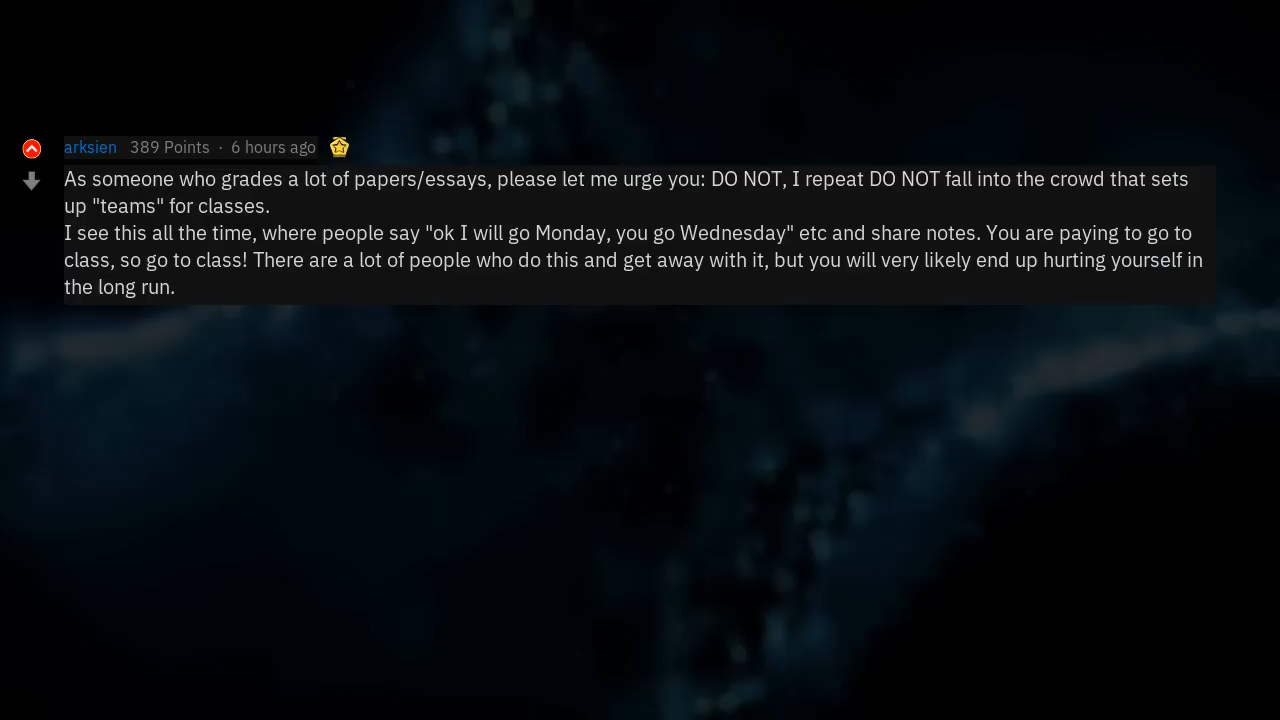 arksien 389 Points · 6 hours ago
As someone who grades a lot of papers/essays, please let me urge you: DO NOT, I repeat DO NOT fall into the crowd that sets
up "teams" for classes.
I see this all the time, where people say "ok I will go Monday, you go Wednesday" etc and share notes. You are paying to go to
class, so go to class! There are a lot of people who do this and get away with it, but you will very likely end up hurting yourself in
the long run.